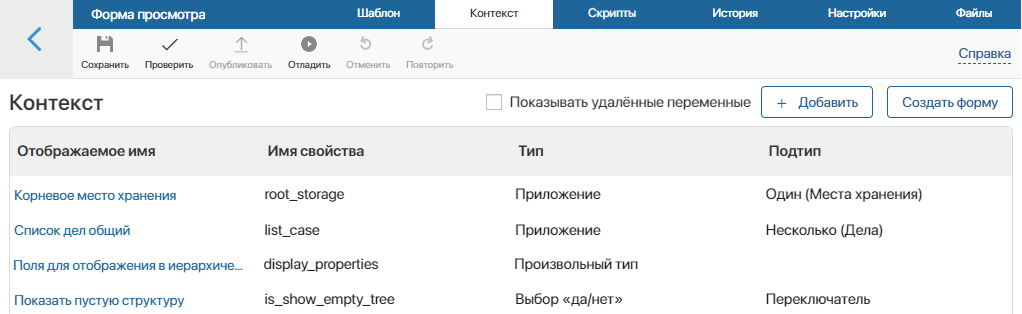 Форма просмотра Шаблон Контекст Скрипты История Настройки Файлы
Сохранить Проверить Опубликовать Отладить Отменить Повторить Справка
Контекст Показывать удалённые переменные + Добавить Создать форму
Отображаемое имя Имя свойства Тип Подтип
Корневое место хранения root_storage Приложение Один (Места хранения)
Список дел общий list_case Приложение Несколько (Дела)
Поля для отображения в иерархиче... display_properties Произвольный тип
Показать пустую структуру is_show_empty_tree Выбор «да/нет» Переключатель